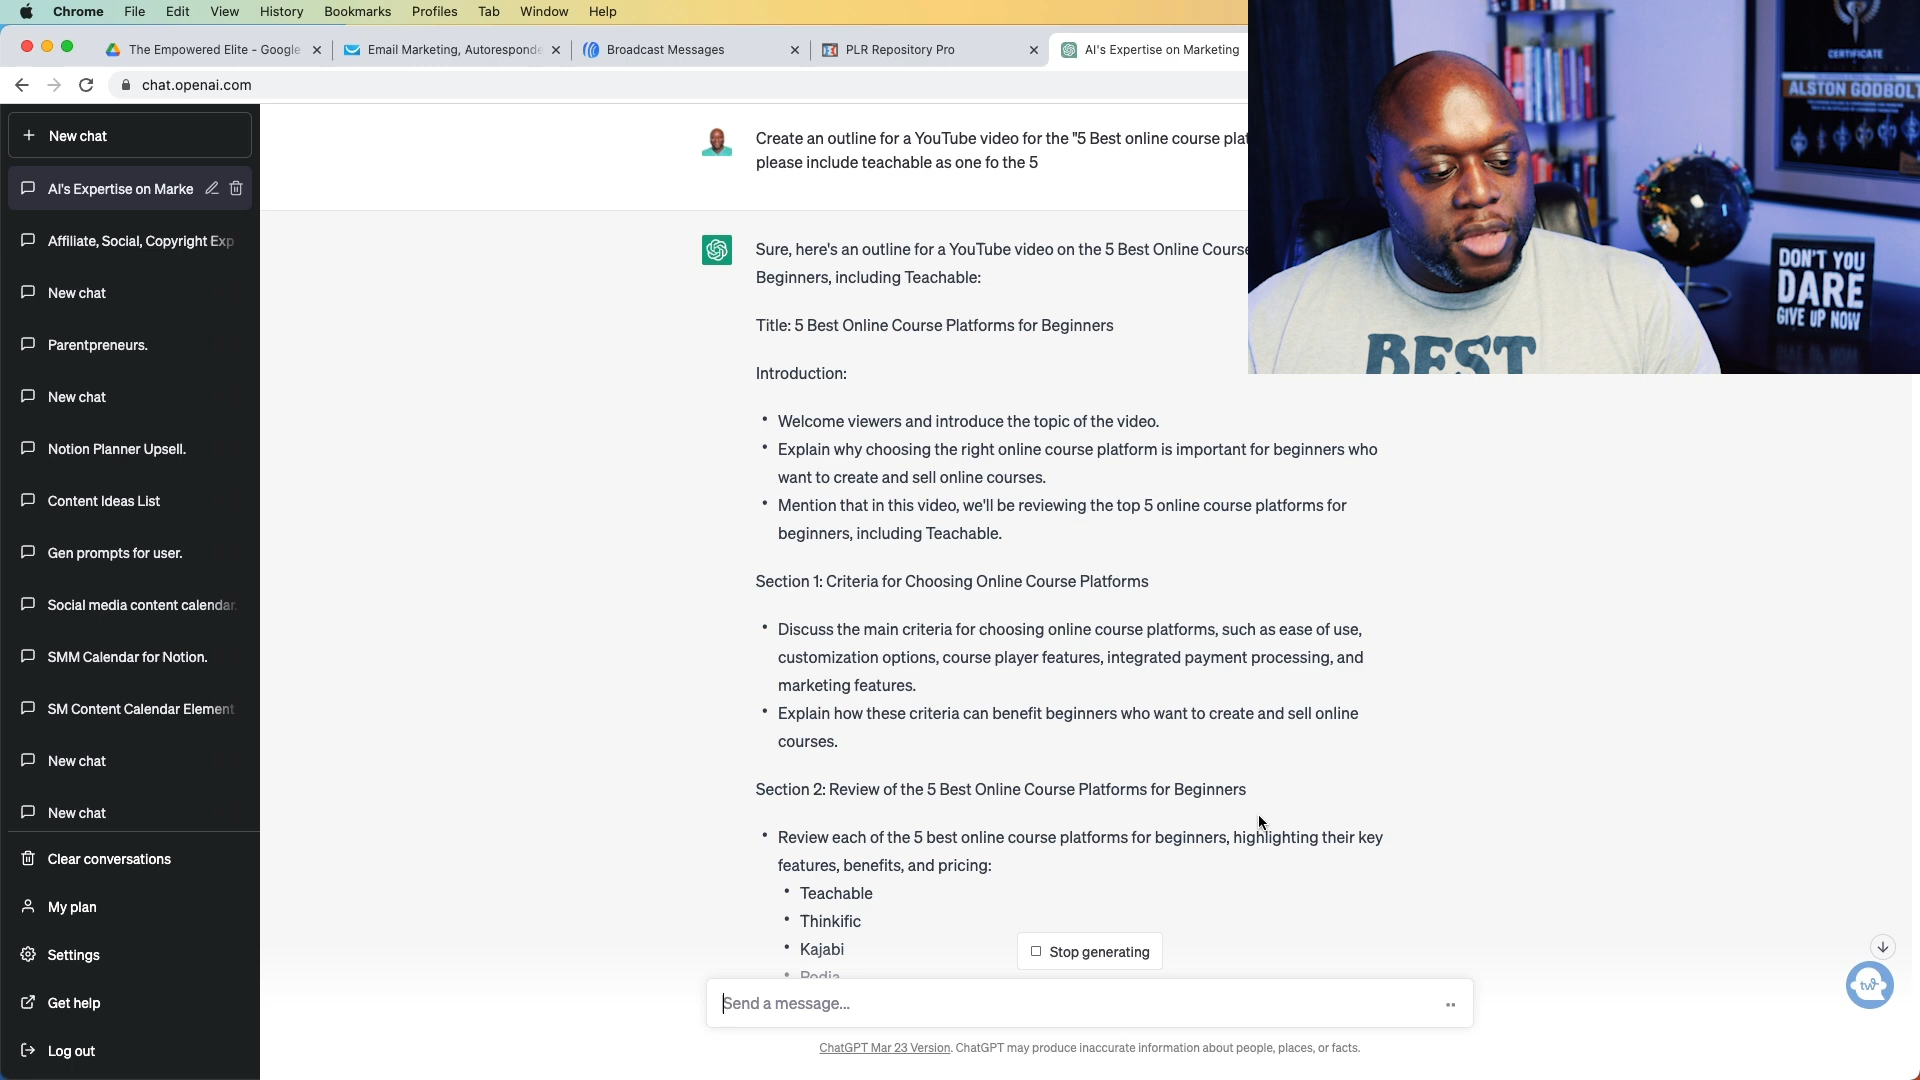 Chrome File Edit View History Bookmarks Profiles Tab Window Help
The Empowered Elite - Google
Email Marketing, Autoresponde
Broadcast Messages
PLR Repository Pro
AI's Expertise on Marketing
chat.openai.com
New chat
AI's Expertise on Marke
Affiliate, Social, Copyright Exp
New chat
Parentpreneurs.
New chat
Notion Planner Upsell.
Content Ideas List
Gen prompts for user.
Social media content calendar
SMM Calendar for Notion.
SM Content Calendar Element
New chat
New chat
Clear conversations
My plan
Settings
Get help
Log out
Create an outline for a YouTube video for the "5 Best online course plat
please include teachable as one fo the 5
Sure, here's an outline for a YouTube video on the 5 Best Online Course
Beginners, including Teachable:
Title: 5 Best Online Course Platforms for Beginners
Introduction:
• Welcome viewers and introduce the topic of the video.
• Explain why choosing the right online course platform is important for beginners who
want to create and sell online courses.
• Mention that in this video, we'll be reviewing the top 5 online course platforms for
beginners, including Teachable.
Section 1: Criteria for Choosing Online Course Platforms
• Discuss the main criteria for choosing online course platforms, such as ease of use,
customization options, course player features, integrated payment processing, and
marketing features.
• Explain how these criteria can benefit beginners who want to create and sell online
courses.
Section 2: Review of the 5 Best Online Course Platforms for Beginners
• Review each of the 5 best online course platforms for beginners, highlighting their key
features, benefits, and pricing:
• Teachable
• Thinkific
• Kajabi
• Podia
Stop generating
Send a message...
ChatGPT Mar 23 Version. ChatGPT may produce inaccurate information about people, places, or facts.
CERTIFICATE
ALSTON GODBOLT
DON'T YOU
DARE
GIVE UP NOW
BEST